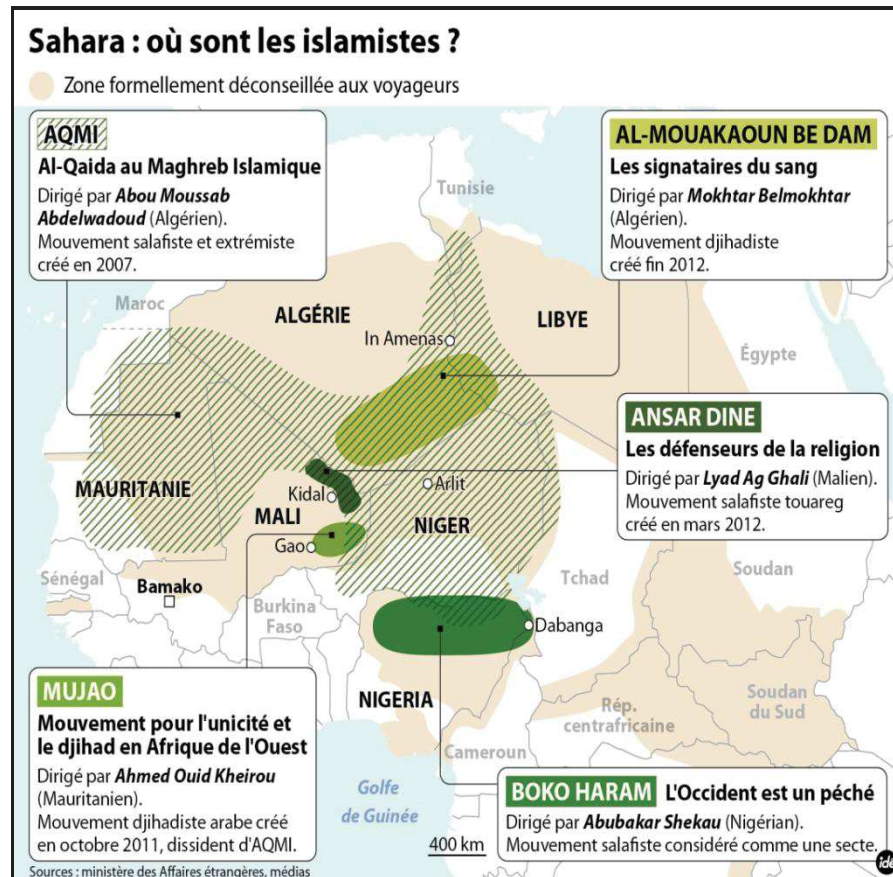 Sahara : où sont les islamistes ?
Zone formellement déconseillée aux voyageurs
AQMI
Al-Qaida au Maghreb Islamique
Dirigé par Abou Moussab
Abdelwadoud (Algérien).
Mouvement salafiste et extrémiste
créé en 2007.
AL-MOUAKAOUN BE DAM
Les signataires du sang
Dirigé par Mokhtar Belmokhtar
(Algérien).
Mouvement djihadiste
créé fin 2012.
Tunisie
Maroc
ALGÉRIE
LIBYE
In Amenas
Égypte
ANSAR DINE
Les défenseurs de la religion
Dirigé par Lyad Ag Ghali (Malien).
Mouvement salafiste touareg
créé en mars 2012.
MAURITANIE
Kidal
Arlit
MALI
NIGER
Gao
Sénégal
Bamako
Burkina
Faso
Tchad
Soudan
Dabanga
MUJAO
Mouvement pour l'unicité et
le djihad en Afrique de l'Ouest
Dirigé par Ahmed Ouid Kheirou
(Mauritanien).
Mouvement djihadiste arabe créé
en octobre 2011, dissident d'AQMI.
NIGERIA
Rép.
centrafricaine
Soudan
du Sud
Cameroun
Golfe
de Guinée
400 km
BOKO HARAM L'Occident est un péché
Dirigé par Abubakar Shekau (Nigérian).
Mouvement salafiste considéré comme une secte.
Sources : ministère des Affaires étrangères, médias
idé